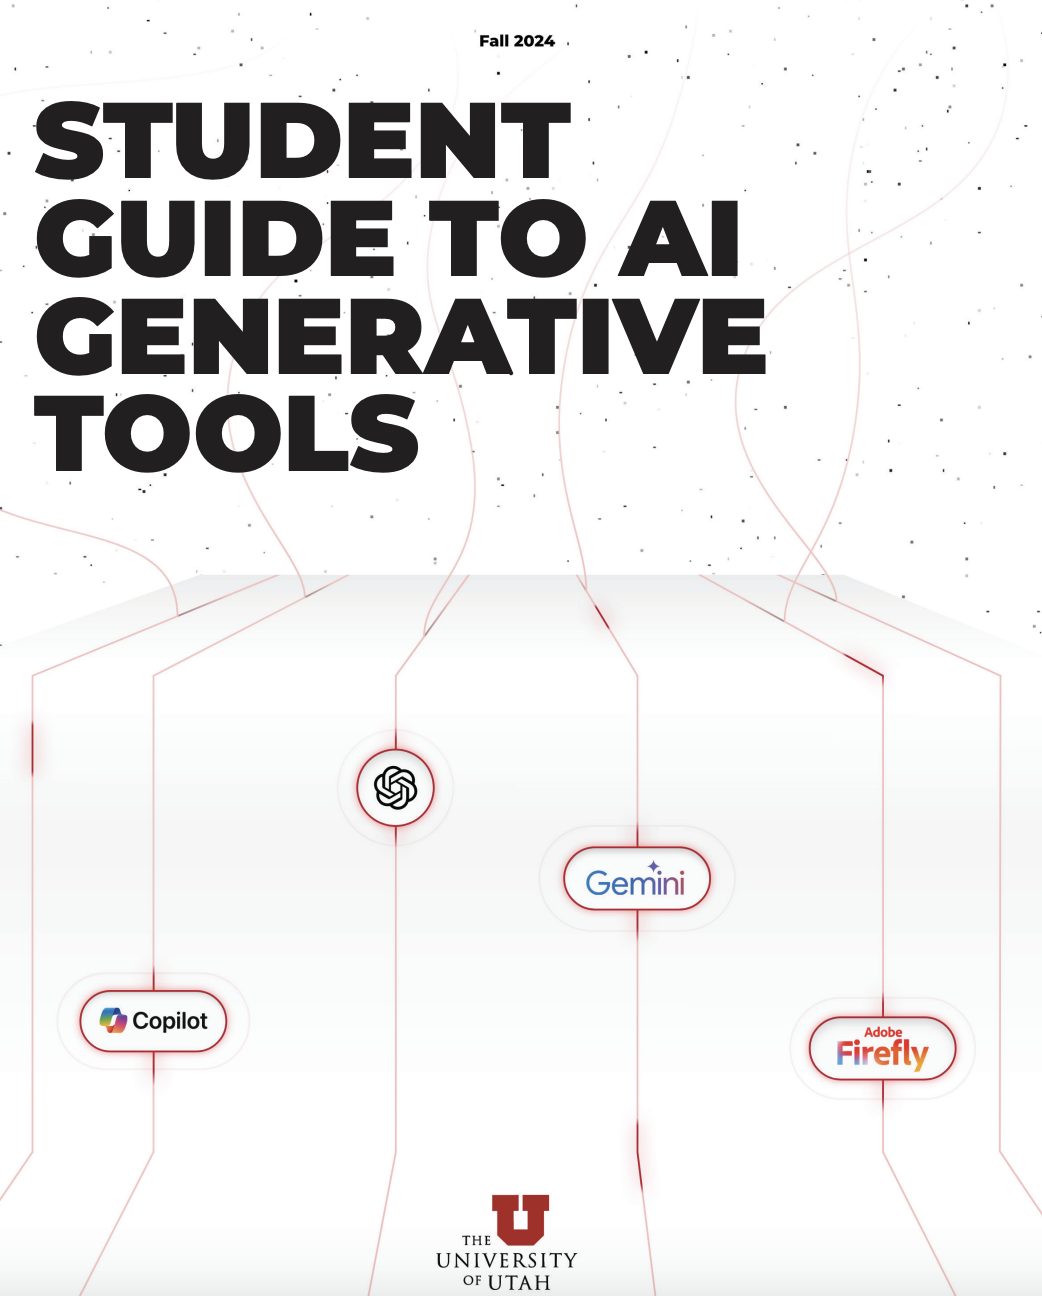 Fall 2024
STUDENT
GUIDE TO AI
GENERATIVE
TOOLS
Gemini
Copilot
Adobe
Firefly
U
THE
UNIVERSITY
OF UTAH